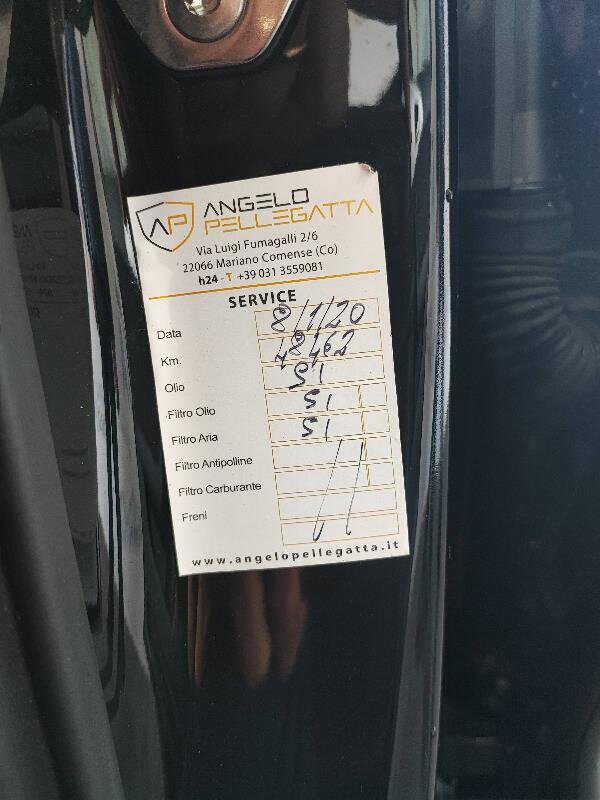 AP ANGELO
PELLEGATTA
Via Luigi Fumagalli 2/6
22066 Mariano Comense (Co)
h24 - T +39 031 3559081
SERVICE
Data 8/1/20
Km. 48462
Olio SI
Filtro Olio SI
Filtro Aria SI
Filtro Antipolline
Filtro Carburante
Freni
www.angelopellegatta.it